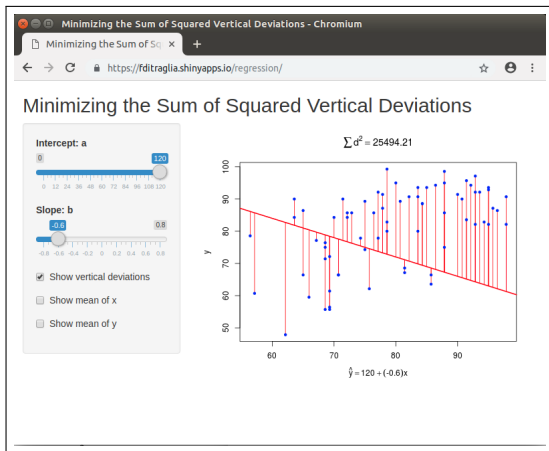 Minimizing the Sum of Squared Vertical Deviations - Chromium
Minimizing the Sum of Sq
https://fditraglia.shinyapps.io/regression/
Minimizing the Sum of Squared Vertical Deviations
Intercept: a
0 120
0 12 24 36 48 60 72 84 96 108 120
Slope: b
-0.6 0.8
-0.8 -0.6 -0.4 -0.2 0 0.2 0.4 0.6 0.8
Show vertical deviations
Show mean of x
Show mean of y
∑d² = 25494.21
100
90
80
70
60
50
y
60 70 80 90
ŷ = 120 + (-0.6)x